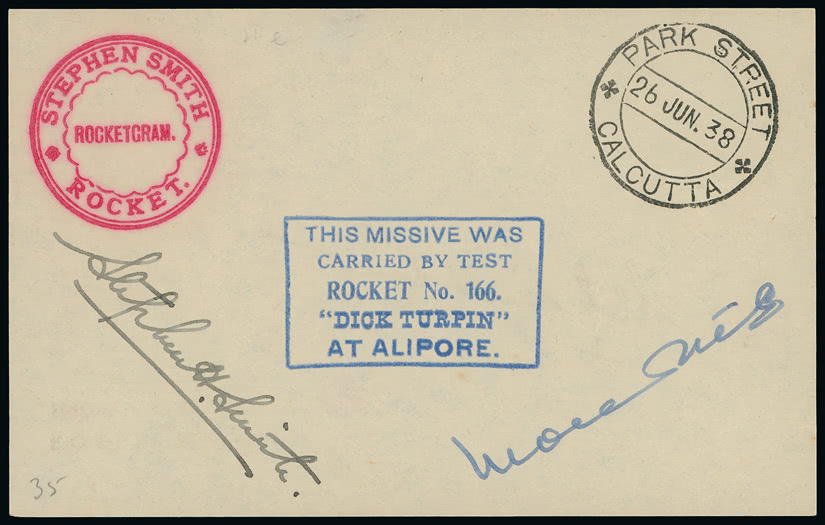 STEPHEN SMITH
ROCKETGRAM.
ROCKET.
PARK STREET
26 JUN. 38
CALCUTTA
THIS MISSIVE WAS
CARRIED BY TEST
ROCKET No. 166.
"DICK TURPIN"
AT ALIPORE.
Stephen H. Smith.
35